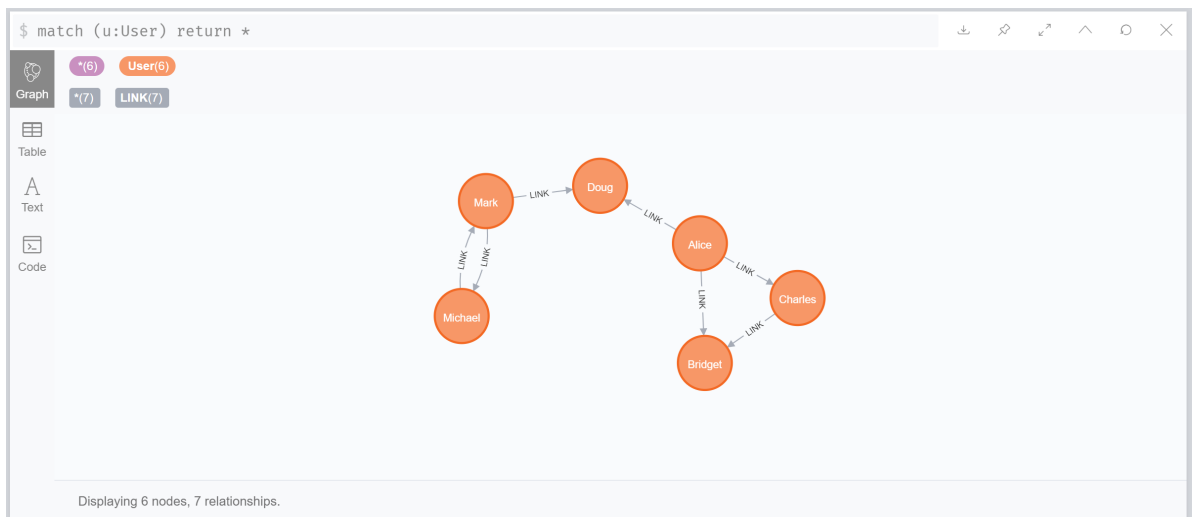 $ match (u:User) return *
*(6) User(6)
Graph
*(7) LINK(7)
Table
Text
Code
Doug
Mark
LINK
LINK
Alice
LINK
LINK
LINK
LINK
Charles
Michael
LINK
Bridget
Displaying 6 nodes, 7 relationships.